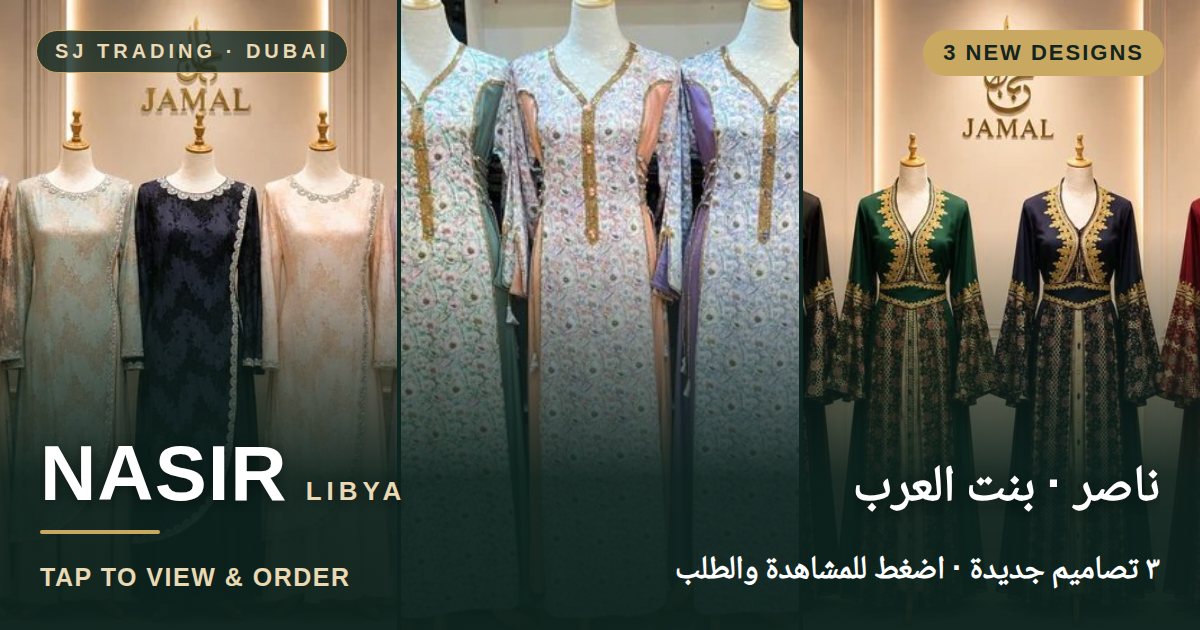 SJ TRADING · DUBAI
3 NEW DESIGNS
JAMAL
JAMAL
NASIR LIBYA
ناصر · بنت العرب
TAP TO VIEW & ORDER
٣ تصاميم جديدة · اضغط للمشاهدة والطلب